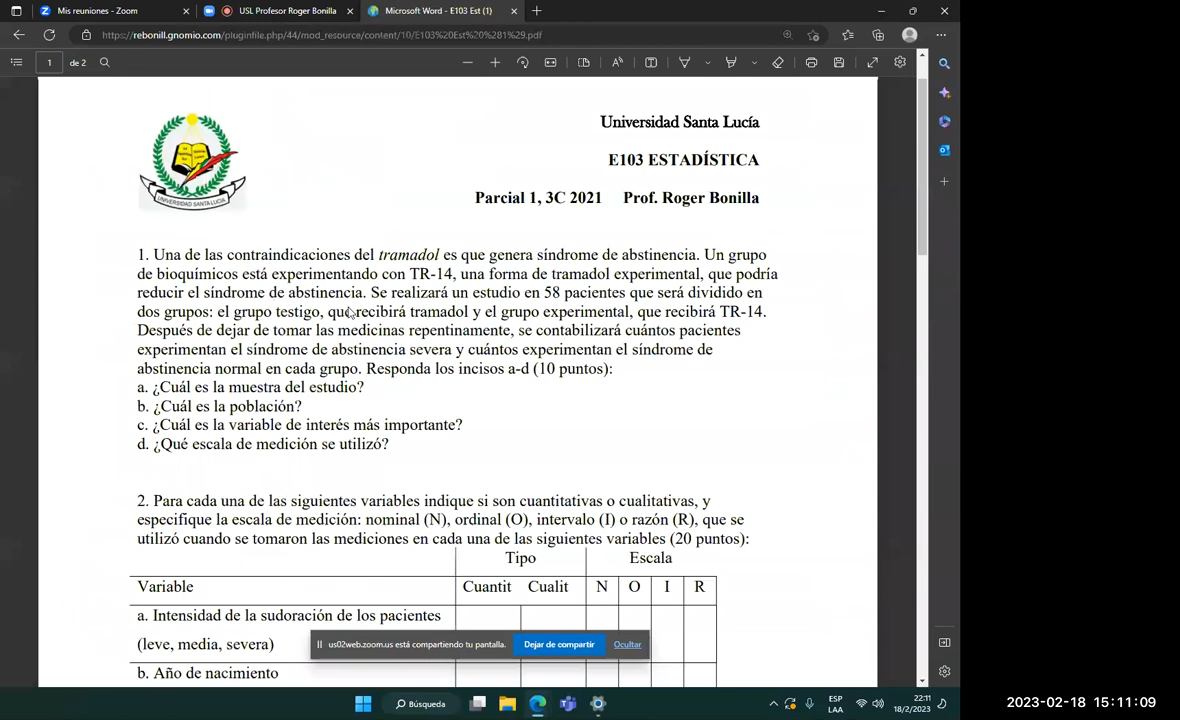 Mis reuniones - Zoom
USL Profesor Roger Bonilla
Microsoft Word - E103 Est (1)
https://rebonill.gnomio.com/pluginfile.php/44/mod_resource/content/10/E103%20Est%20%281%29.pdf
1 de 2
Universidad Santa Lucía
E103 ESTADÍSTICA
Parcial 1, 3C 2021 Prof. Roger Bonilla
UNIVERSIDAD SANTA LUCIA
1. Una de las contraindicaciones del tramadol es que genera síndrome de abstinencia. Un grupo
de bioquímicos está experimentando con TR-14, una forma de tramadol experimental, que podría
reducir el síndrome de abstinencia. Se realizará un estudio en 58 pacientes que será dividido en
dos grupos: el grupo testigo, que recibirá tramadol y el grupo experimental, que recibirá TR-14.
Después de dejar de tomar las medicinas repentinamente, se contabilizará cuántos pacientes
experimentan el síndrome de abstinencia severa y cuántos experimentan el síndrome de
abstinencia normal en cada grupo. Responda los incisos a-d (10 puntos):
a. ¿Cuál es la muestra del estudio?
b. ¿Cuál es la población?
c. ¿Cuál es la variable de interés más importante?
d. ¿Qué escala de medición se utilizó?
2. Para cada una de las siguientes variables indique si son cuantitativas o cualitativas, y
especifique la escala de medición: nominal (N), ordinal (O), intervalo (I) o razón (R), que se
utilizó cuando se tomaron las mediciones en cada una de las siguientes variables (20 puntos):
Tipo Escala
Variable Cuantit Cualit N O I R
a. Intensidad de la sudoración de los pacientes
(leve, media, severa)
us02web.zoom.us está compartiendo tu pantalla. Dejar de compartir Ocultar
b. Año de nacimiento
Búsqueda
ESP
LAA
22:11
18/2/2023
2023-02-18 15:11:09